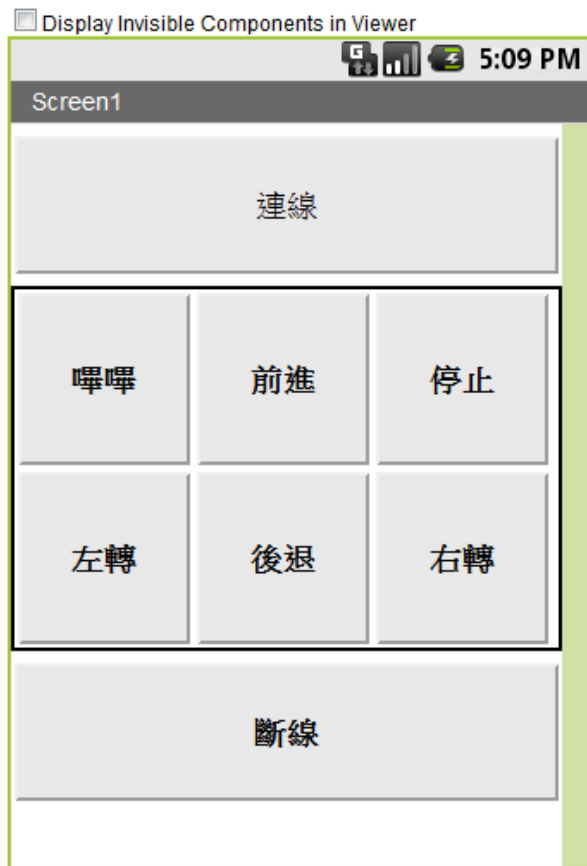 Display Invisible Components in Viewer
G 5:09 PM
Screen1
連線
嗶嗶 前進 停止
左轉 後退 右轉
斷線